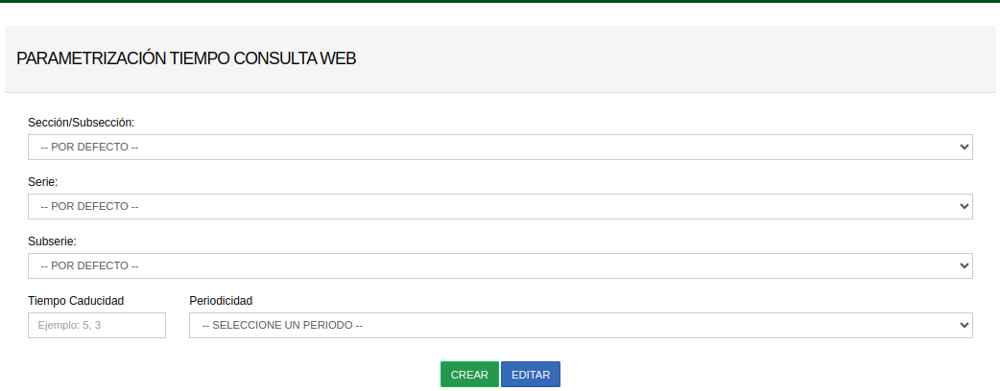 PARAMETRIZACIÓN TIEMPO CONSULTA WEB
Sección/Subsección:
-- POR DEFECTO --
Serie:
-- POR DEFECTO --
Subserie:
-- POR DEFECTO --
Tiempo Caducidad Periodicidad
Ejemplo: 5, 3 -- SELECCIONE UN PERIODO --
CREAR EDITAR